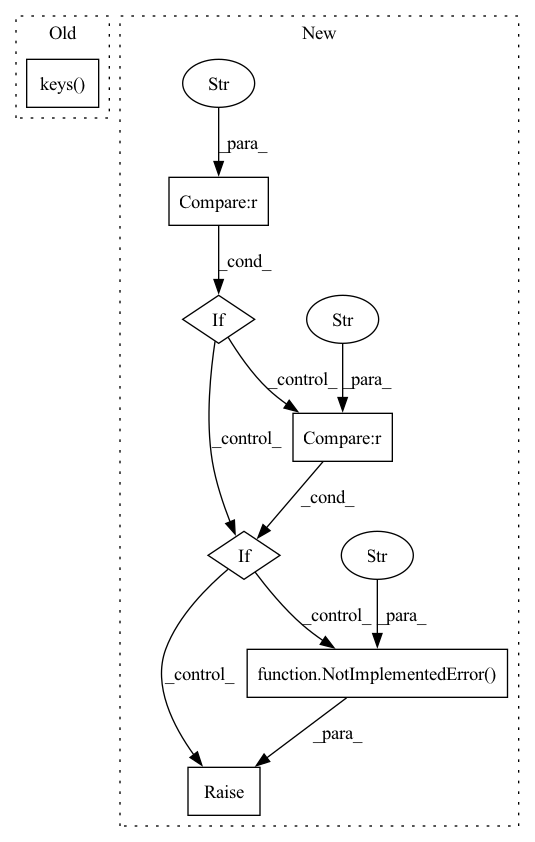 Old
New
keys()
Str
_para_
Compare:r
_cond_
If
Str
_control_
_para_
_control_
Compare:r
_cond_
If
Str
_control_
_para_
_control_
function.NotImplementedError()
_para_
Raise